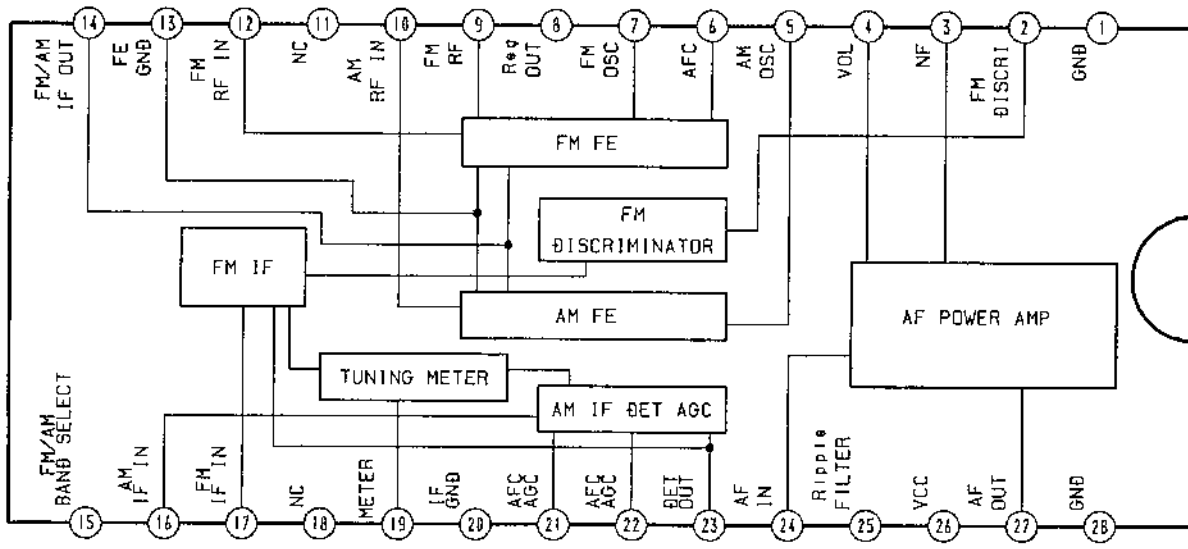 14 13 12 11 10 9 8 7 6 5 4 3 2 1
FM/AM
IF OUT
FE
GND
FM
RF IN
NC
AM
RF IN
FM
RF
Reg
OUT
FM
OSC
AFC
AM
OSC
VOL
NF
FM
DISCRI
GND
FM FE
FM
DISCRIMINATOR
FM IF
AM FE
AF POWER AMP
TUNING METER
AM IF DET AGC
FM/AM
BAND SELECT
AM
IF IN
FM
IF IN
NC
METER
IF
GND
AFC
AGC
AFC
AGC
DET
OUT
AF
IN
Ripple
FILTER
VCC
AF
OUT
GND
15 16 17 18 19 20 21 22 23 24 25 26 27 28